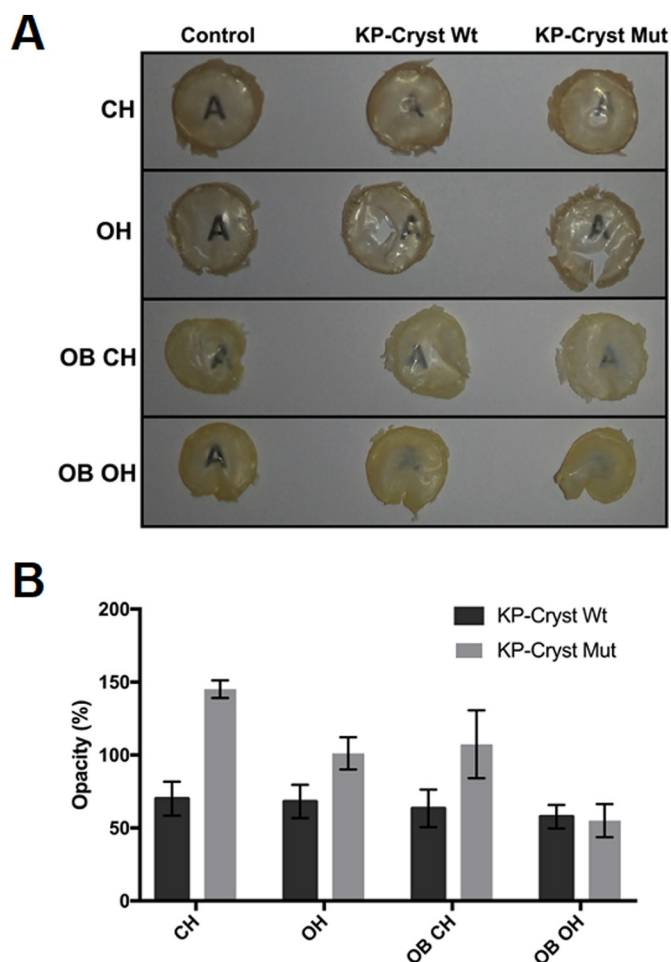 A
Control KP-Cryst Wt KP-Cryst Mut
CH A A A
OH A A A
OB CH A A A
OB OH A A A
B
200
150
100
50
0
Opacity (%)
KP-Cryst Wt
KP-Cryst Mut
CH OH OB CH OB OH